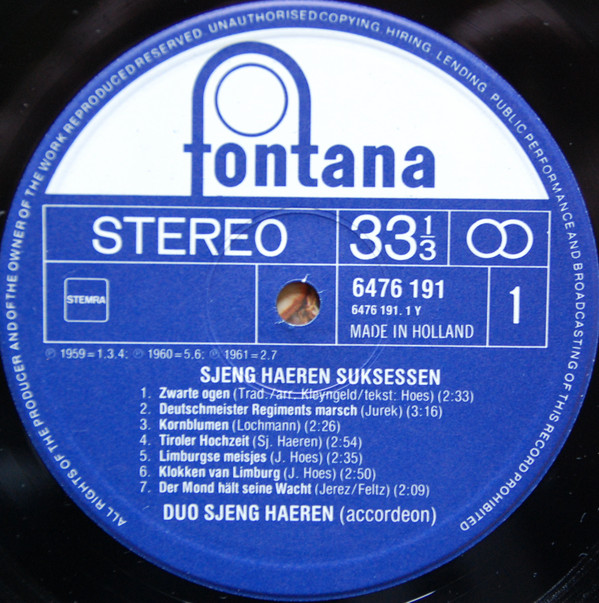 ALL RIGHTS OF THE PRODUCER AND OF THE OWNER OF THE WORK REPRODUCED RESERVED. UNAUTHORISED COPYING, HIRING, LENDING, PUBLIC PERFORMANCE AND BROADCASTING OF THIS RECORD PROHIBITED
fontana
STEREO
33 1/3
STEMRA
6476 191
6476 191.1Y
MADE IN HOLLAND
1
Ⓟ 1959=1.3.4: Ⓟ 1960=5.6: Ⓟ 1961=2.7
SJENG HAEREN SUKSESSEN
1. Zwarte ogen (Trad./arr. Kleyngeld/tekst: Hoes) (2:33)
2. Deutschmeister Regiments marsch (Jurek) (3:16)
3. Kornblumen (Lochmann) (2:26)
4. Tiroler Hochzeit (Sj. Haeren) (2:54)
5. Limburgse meisjes (J. Hoes) (2:35)
6. Klokken van Limburg (J. Hoes) (2:50)
7. Der Mond hält seine Wacht (Jerez/Feltz) (2:09)
DUO SJENG HAEREN (accordeon)